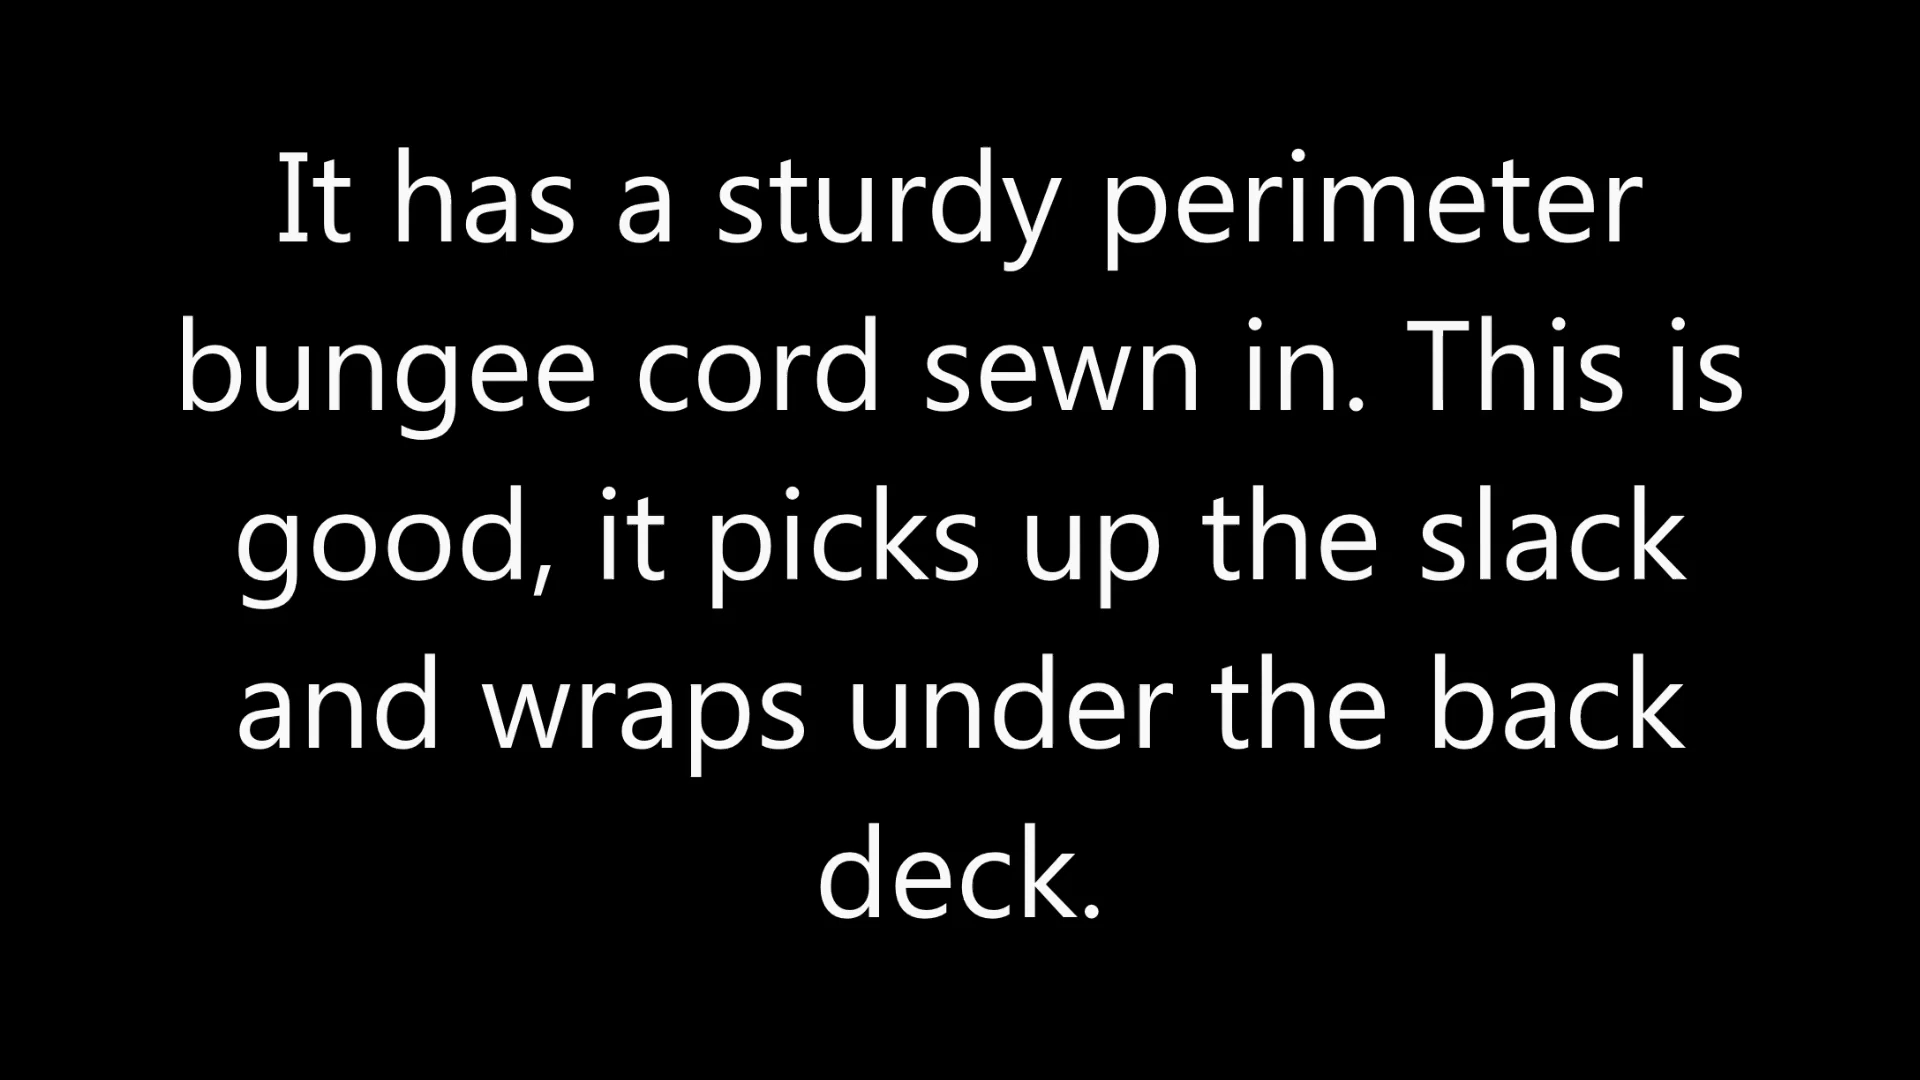 It has a sturdy perimeter
bungee cord sewn in. This is
good, it picks up the slack
and wraps under the back
deck.